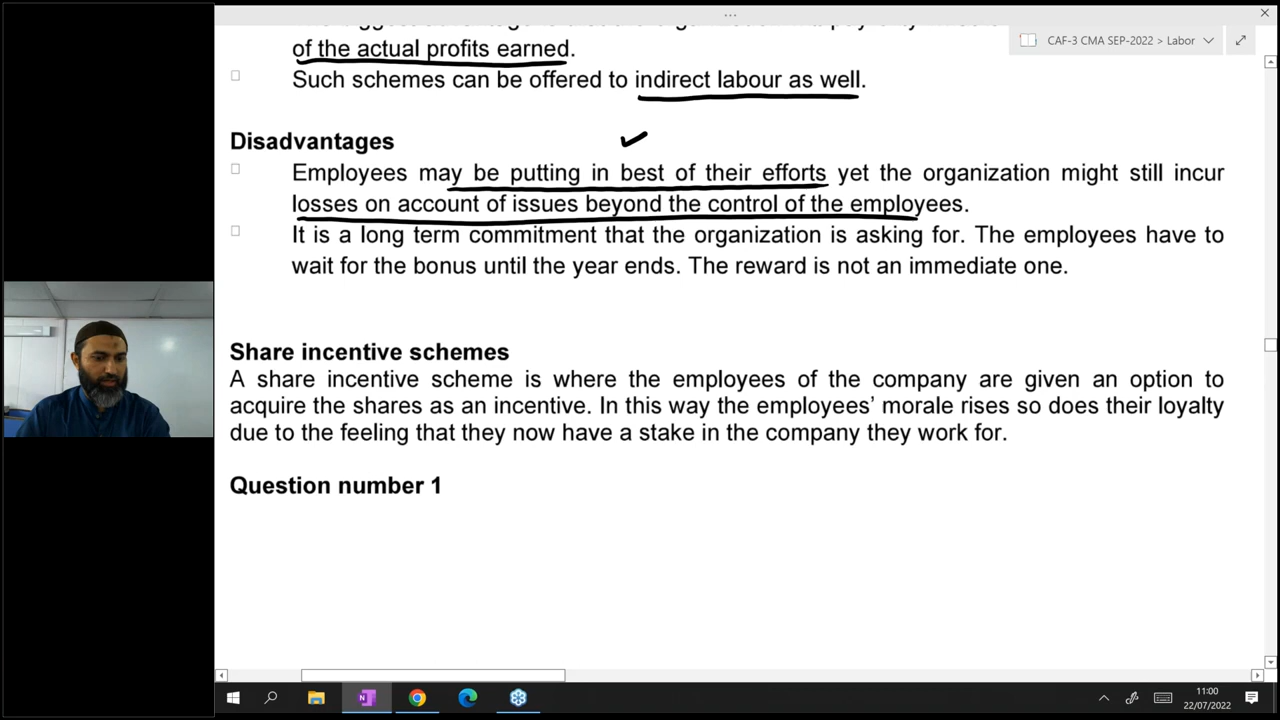 CAF-3 CMA SEP-2022 > Labor
of the actual profits earned.
Such schemes can be offered to indirect labour as well.
Disadvantages
Employees may be putting in best of their efforts yet the organization might still incur
losses on account of issues beyond the control of the employees.
It is a long term commitment that the organization is asking for. The employees have to
wait for the bonus until the year ends. The reward is not an immediate one.
Share incentive schemes
A share incentive scheme is where the employees of the company are given an option to
acquire the shares as an incentive. In this way the employees’ morale rises so does their loyalty
due to the feeling that they now have a stake in the company they work for.
Question number 1
11:00
22/07/2022